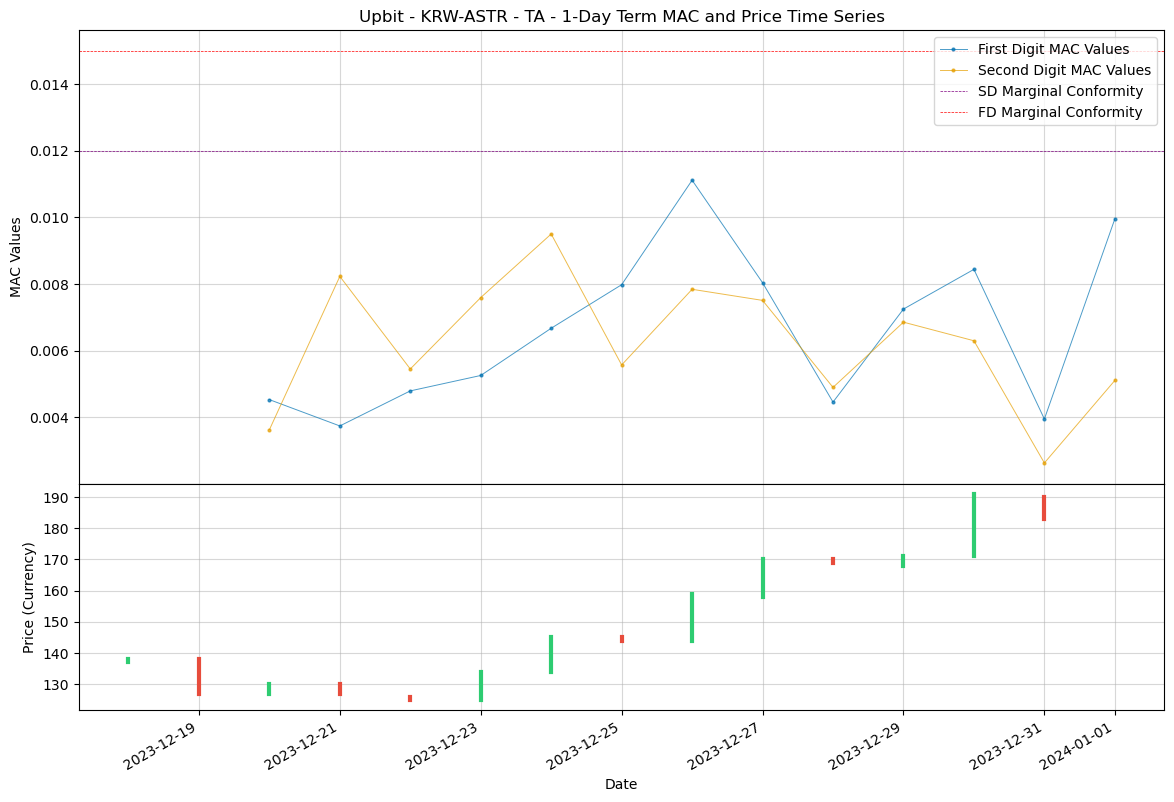 Upbit - KRW-ASTR - TA - 1-Day Term MAC and Price Time Series
First Digit MAC Values
Second Digit MAC Values
SD Marginal Conformity
FD Marginal Conformity
MAC Values
0.014
0.012
0.010
0.008
0.006
0.004
Price (Currency)
190
180
170
160
150
140
130
2023-12-19
2023-12-21
2023-12-23
2023-12-25
2023-12-27
2023-12-29
2023-12-31
2024-01-01
Date